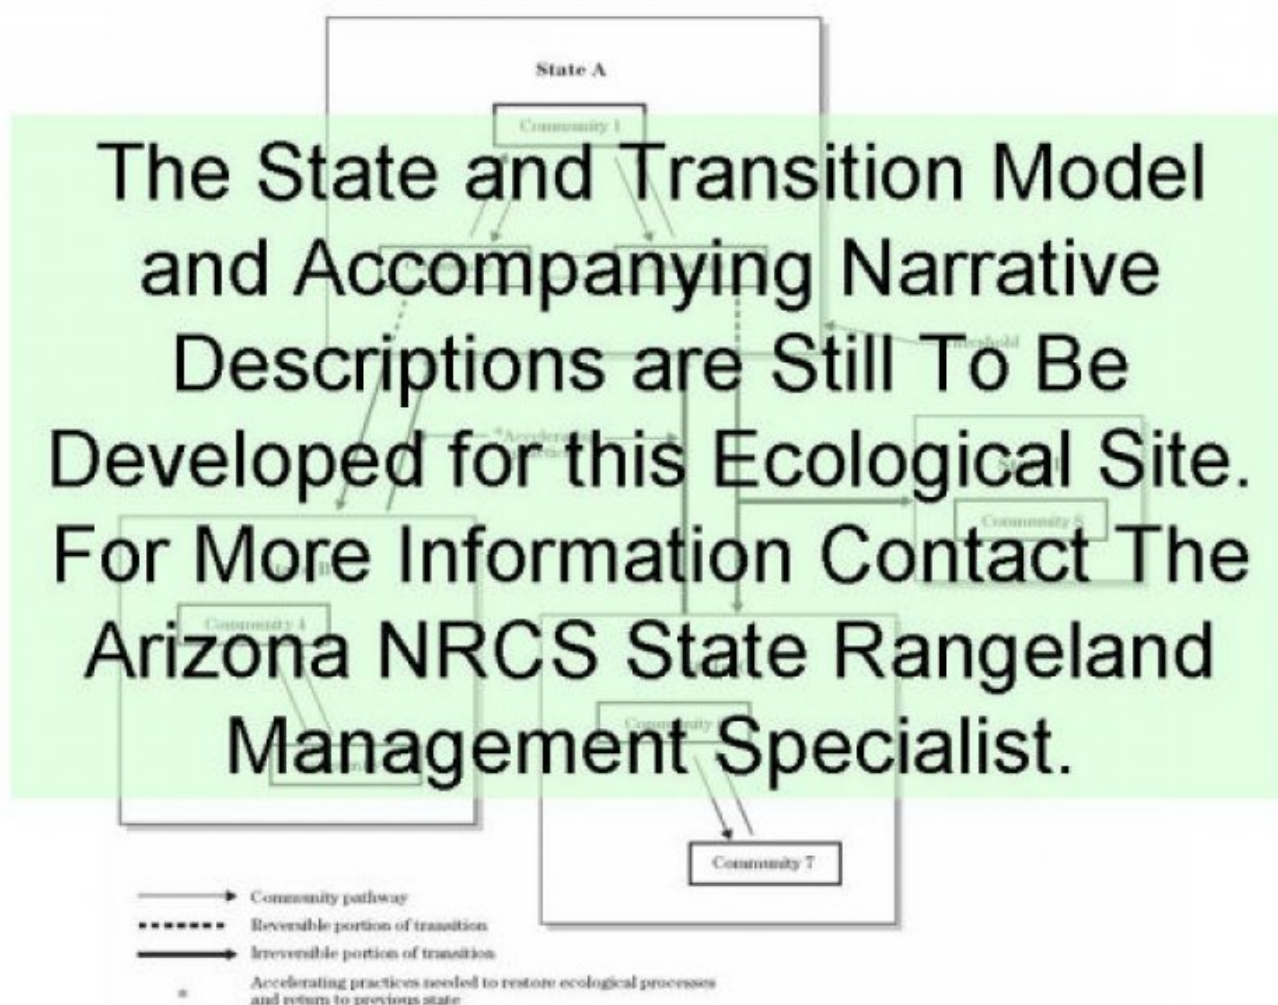 State A
Community 1
The State and Transition Model
and Accompanying Narrative
Descriptions are Still To Be
Developed for this Ecological Site.
For More Information Contact The
Arizona NRCS State Rangeland
Management Specialist.
Community 6
Community 4
Community
Community 7
Community pathway
Reversible portion of transition
Irreversible portion of transition
* Accelerating practices needed to restore ecological processes
and return to previous state